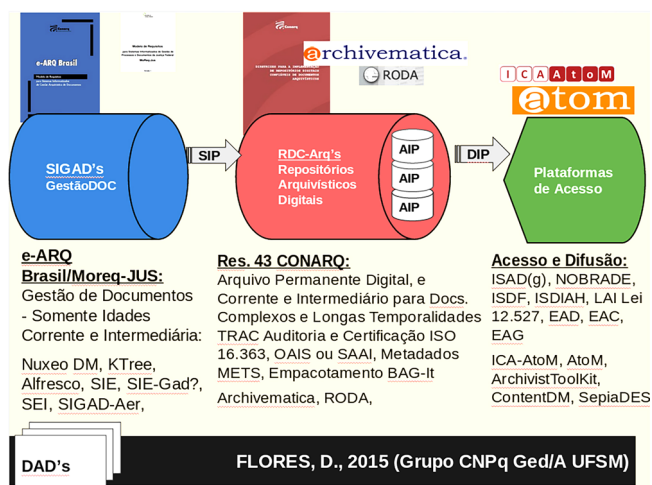 Conarq
e-ARQ Brasil
Modelo de Requisitos
Conarq
archivematica.
RODA
ICA AtoM
atom
SIGAD's
GestãoDOC
SIP
RDC-Arq's
Repositórios
Arquivísticos
Digitais
AIP
AIP
AIP
DIP
Plataformas
de Acesso
e-ARQ
Brasil/Moreq-JUS:
Gestão de Documentos
- Somente Idades
Corrente e Intermediária:
Nuxeo DM, KTree,
Alfresco, SIE, SIE-Gad?,
SEI, SIGAD-Aer,
Res. 43 CONARQ:
Arquivo Permanente Digital, e
Corrente e Intermediário para Docs.
Complexos e Longas Temporalidades
TRAC Auditoria e Certificação ISO
16.363, OAIS ou SAAI, Metadados
METS, Empacotamento BAG-It
Archivematica, RODA,
Acesso e Difusão:
ISAD(g), NOBRADE,
ISDF, ISDIAH, LAI Lei
12.527, EAD, EAC,
EAG
ICA-AtoM, AtoM,
ArchivistToolKit,
ContentDM, SepiaDES
DAD's
FLORES, D., 2015 (Grupo CNPq Ged/A UFSM)